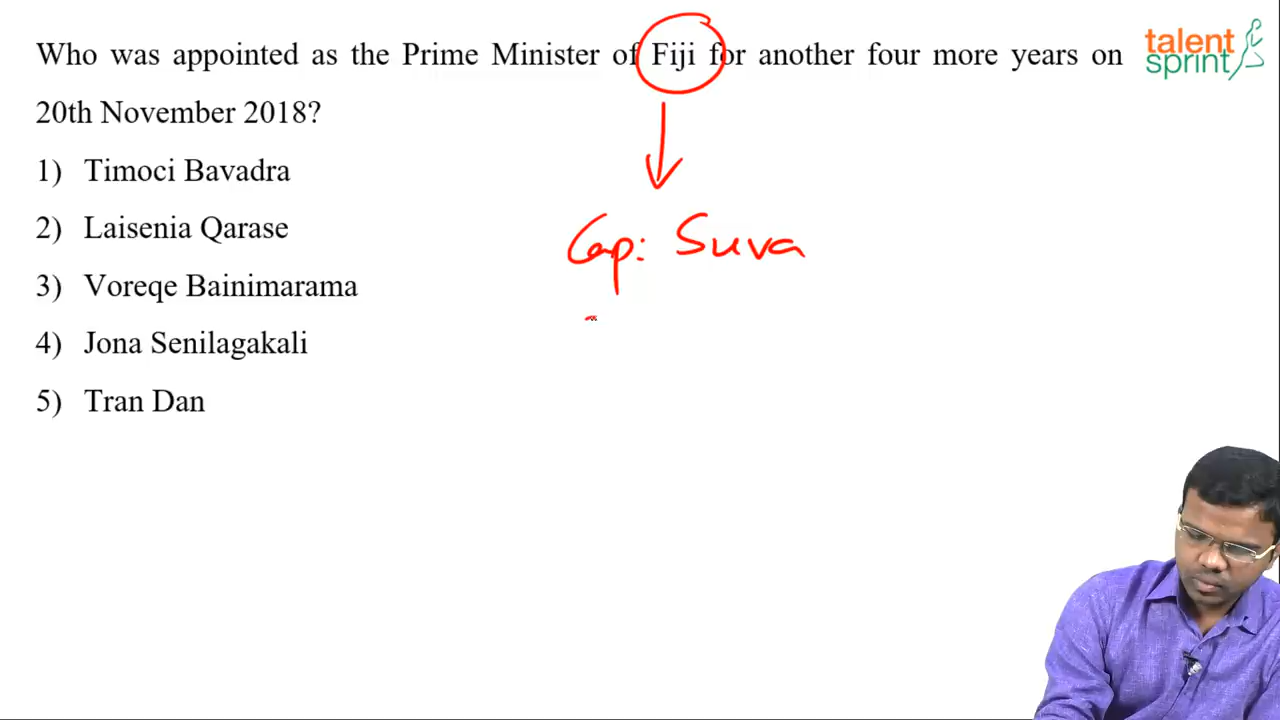 Who was appointed as the Prime Minister of Fiji for another four more years on
20th November 2018?
1) Timoci Bavadra
2) Laisenia Qarase
3) Voreqe Bainimarama
4) Jona Senilagakali
5) Tran Dan
Cap: Suva
talent
sprint